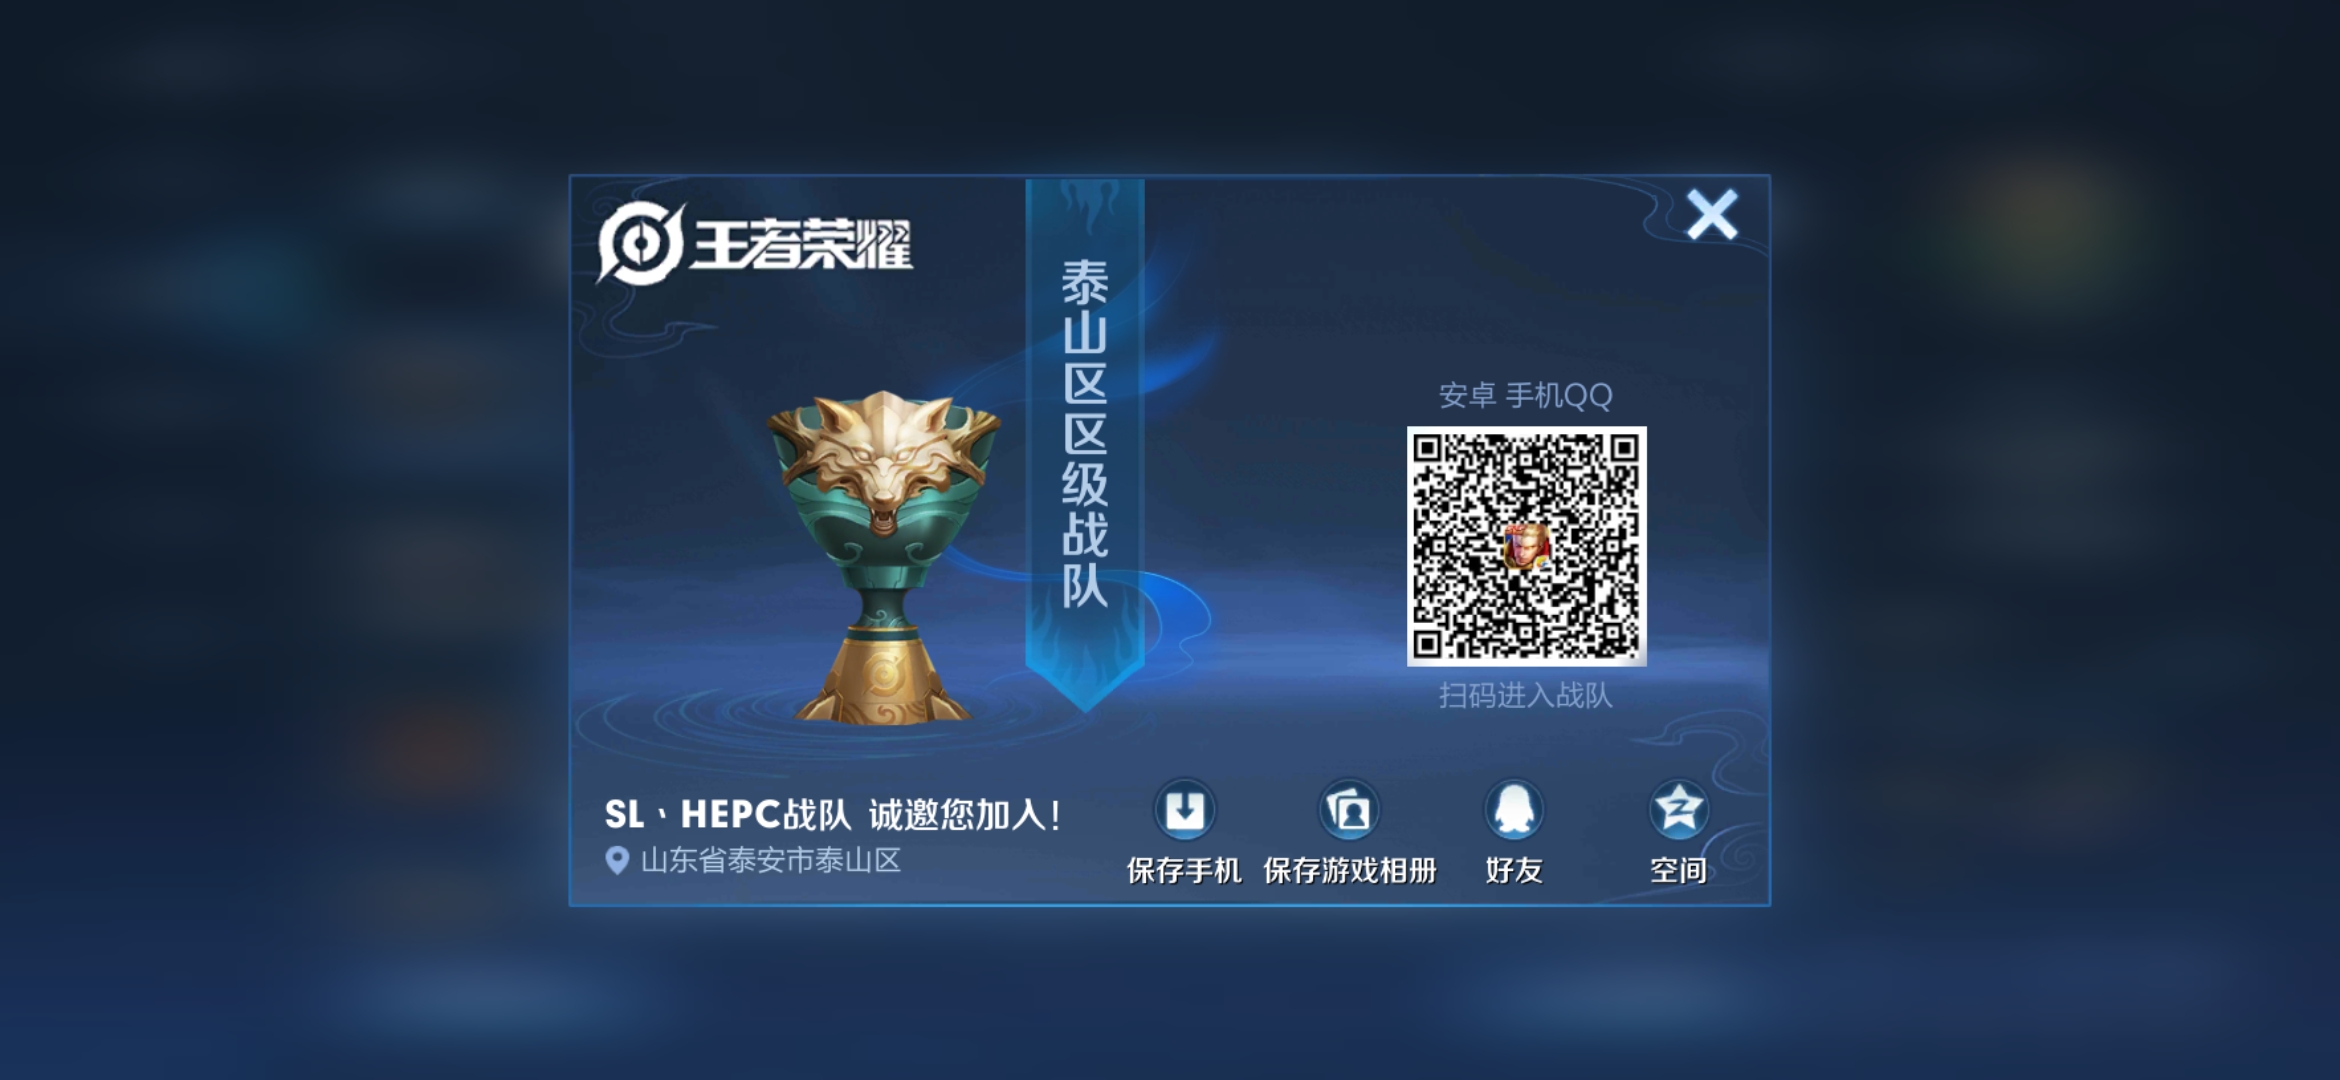 王者荣耀
泰山区区级战队
安卓 手机QQ
扫码进入战队
SL、HEPC战队 诚邀您加入!
山东省泰安市泰山区
保存手机
保存游戏相册
好友
空间